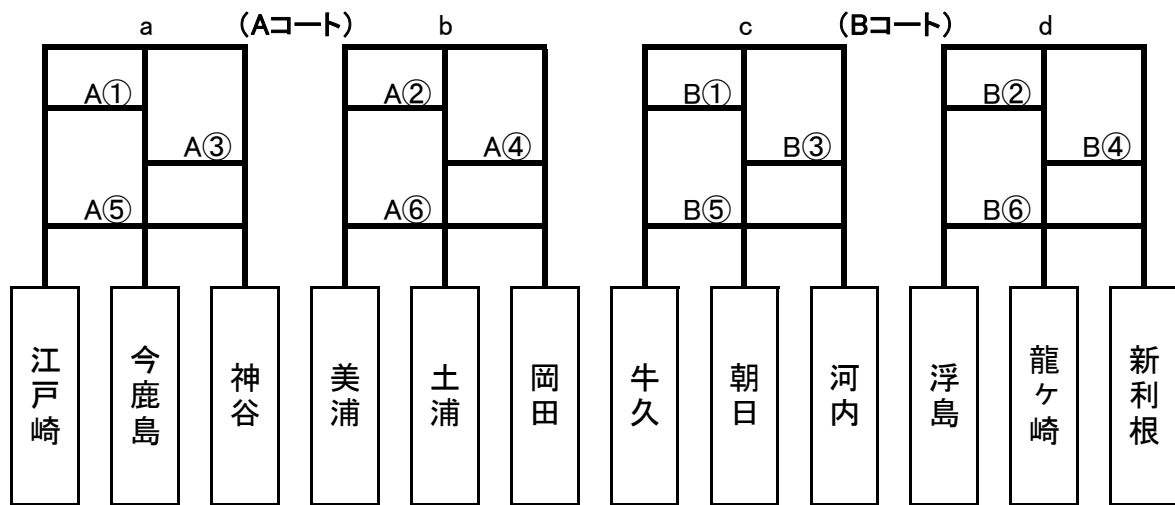 a （Aコート） b c （Bコート） d
A① A② B① B②
A③ A④ B③ B④
A⑤ A⑥ B⑤ B⑥
江戸崎
今鹿島
神谷
美浦
土浦
岡田
牛久
朝日
河内
浮島
龍ヶ崎
新利根